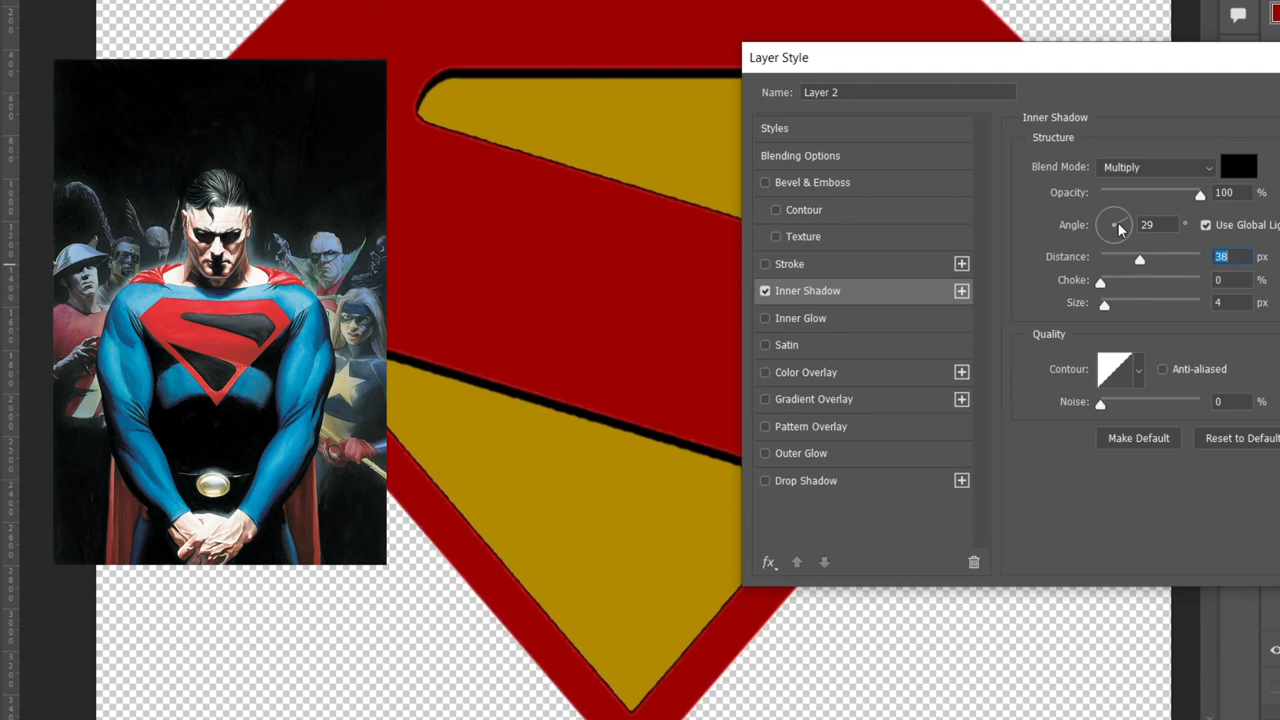 Layer Style
Name: Layer 2
Styles
Blending Options
Bevel & Emboss
Contour
Texture
Stroke
Inner Shadow
Inner Glow
Satin
Color Overlay
Gradient Overlay
Pattern Overlay
Outer Glow
Drop Shadow
fx
Inner Shadow
Structure
Blend Mode: Multiply
Opacity: 100 %
Angle: 29 ° Use Global Lig
Distance: 38 px
Choke: 0 %
Size: 4 px
Quality
Contour: Anti-aliased
Noise: 0 %
Make Default Reset to Default